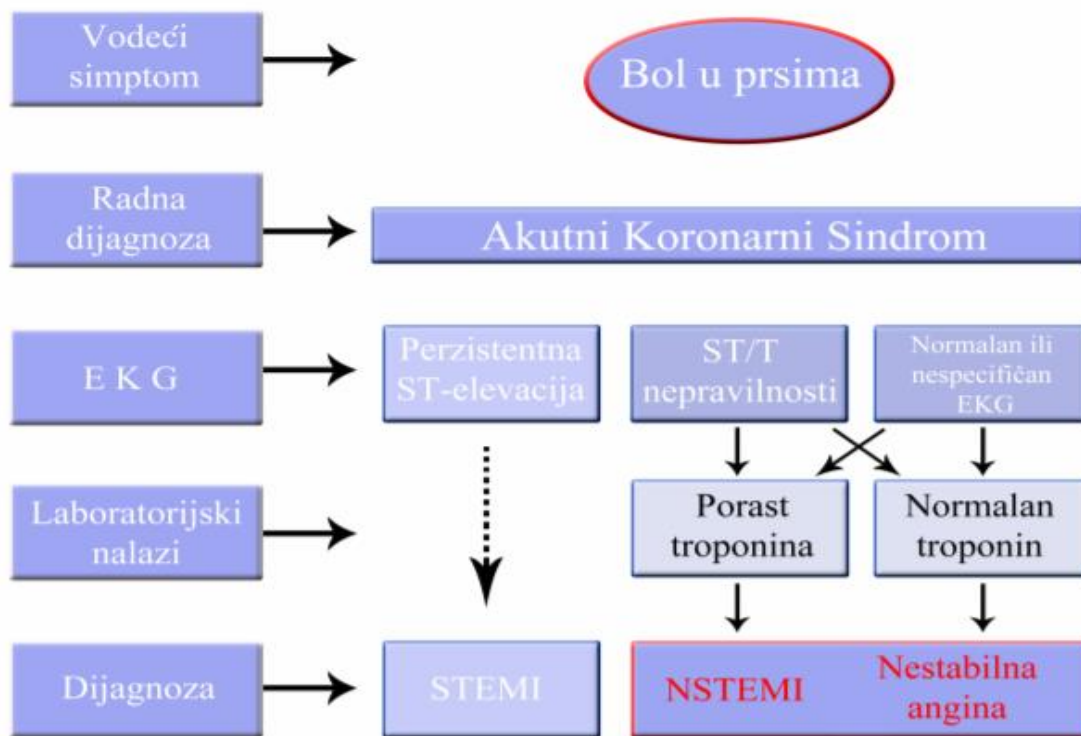 Vodeći
simptom
Bol u prsima
Radna
dijagnoza
Akutni Koronarni Sindrom
E K G
Perzistentna
ST-elevacija
ST/T
nepravilnosti
Normalan ili
nespecifičan
EKG
Laboratorijski
nalazi
Porast
troponina
Normalan
troponin
Dijagnoza
STEMI
NSTEMI
Nestabilna
angina